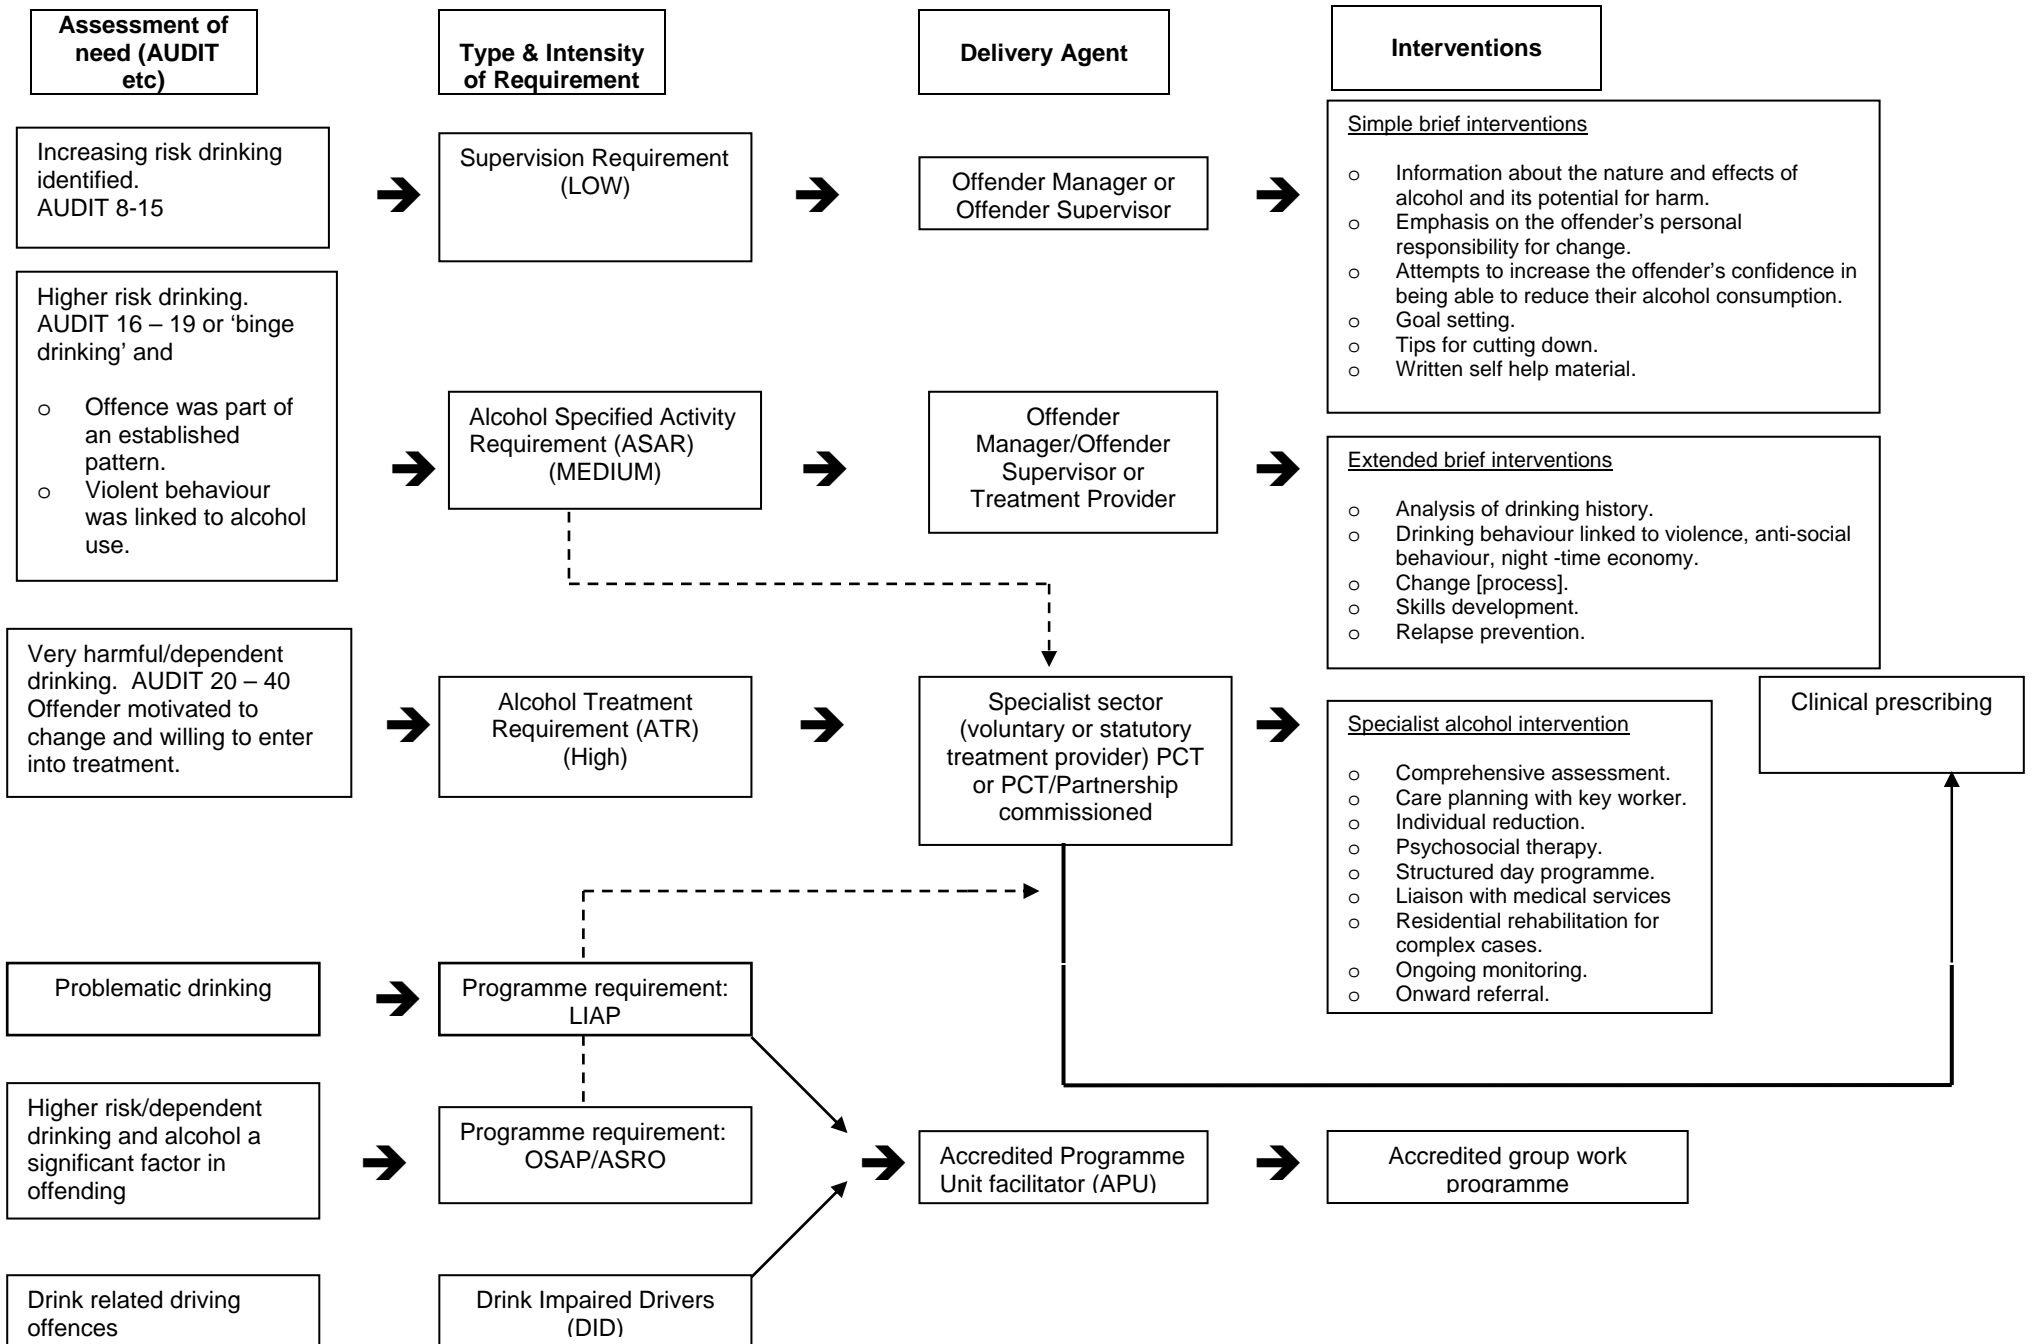 Assessment of
need (AUDIT
etc)
Type & Intensity
of Requirement
Delivery Agent
Interventions
Increasing risk drinking
identified.
AUDIT 8-15
Supervision Requirement
(LOW)
Offender Manager or
Offender Supervisor
Simple brief interventions
o Information about the nature and effects of
alcohol and its potential for harm.
o Emphasis on the offender’s personal
responsibility for change.
o Attempts to increase the offender’s confidence in
being able to reduce their alcohol consumption.
o Goal setting.
o Tips for cutting down.
o Written self help material.
Higher risk drinking.
AUDIT 16 – 19 or ‘binge
drinking’ and
o Offence was part of
an established
pattern.
o Violent behaviour
was linked to alcohol
use.
Alcohol Specified Activity
Requirement (ASAR)
(MEDIUM)
Offender
Manager/Offender
Supervisor or
Treatment Provider
Extended brief interventions
o Analysis of drinking history.
o Drinking behaviour linked to violence, anti-social
behaviour, night -time economy.
o Change [process].
o Skills development.
o Relapse prevention.
Very harmful/dependent
drinking. AUDIT 20 – 40
Offender motivated to
change and willing to enter
into treatment.
Alcohol Treatment
Requirement (ATR)
(High)
Specialist sector
(voluntary or statutory
treatment provider) PCT
or PCT/Partnership
commissioned
Specialist alcohol intervention
o Comprehensive assessment.
o Care planning with key worker.
o Individual reduction.
o Psychosocial therapy.
o Structured day programme.
o Liaison with medical services
o Residential rehabilitation for
complex cases.
o Ongoing monitoring.
o Onward referral.
Clinical prescribing
Problematic drinking
Programme requirement:
LIAP
Higher risk/dependent
drinking and alcohol a
significant factor in
offending
Programme requirement:
OSAP/ASRO
Accredited Programme
Unit facilitator (APU)
Accredited group work
programme
Drink related driving
offences
Drink Impaired Drivers
(DID)